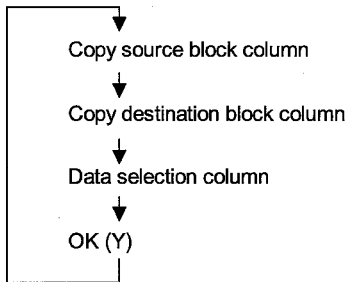 Copy source block column
Copy destination block column
Data selection column
OK (Y)